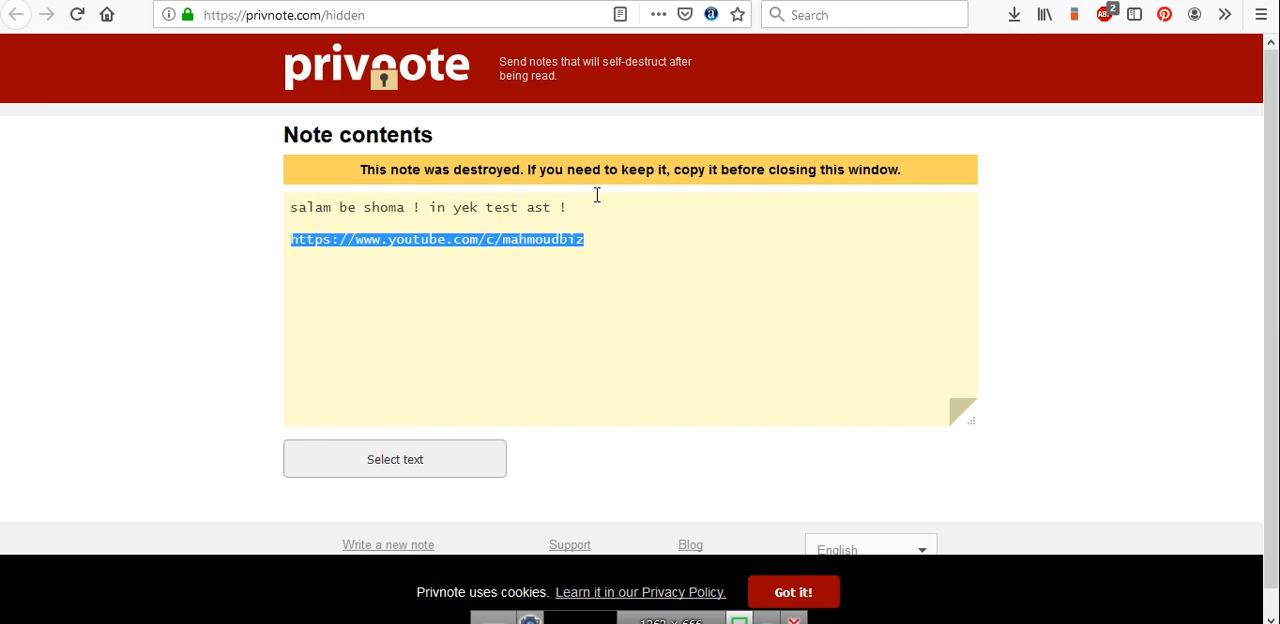 https://privnote.com/hidden
Search
2
privnote
Send notes that will self-destruct after
being read.
Note contents
This note was destroyed. If you need to keep it, copy it before closing this window.
salam be shoma ! in yek test ast !
https://www.youtube.com/c/mahmoudbiz
Select text
Write a new note
Support
Blog
English
Privnote uses cookies. Learn it in our Privacy Policy.
Got it!